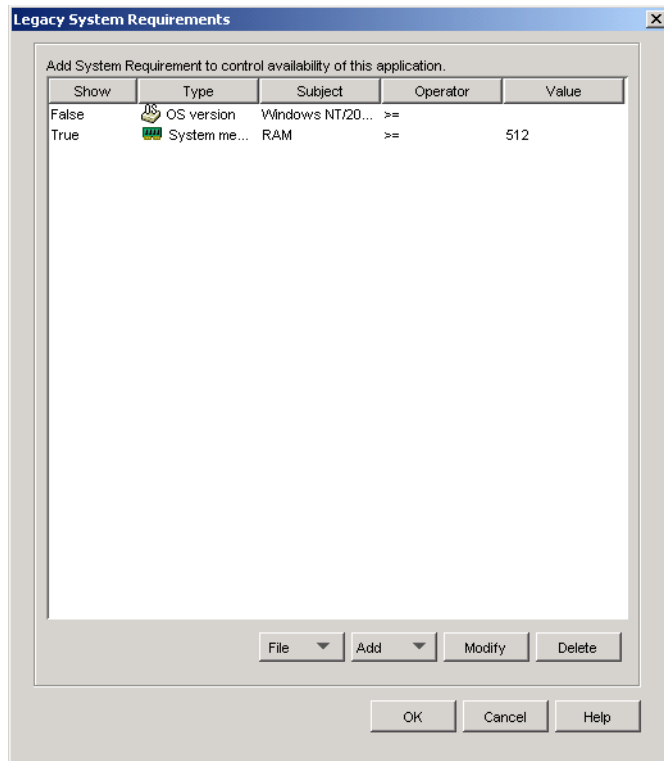 Legacy System Requirements
Add System Requirement to control availability of this application.
Show Type Subject Operator Value
False OS version Windows NT/20... >=
True System me... RAM >= 512
File Add Modify Delete
OK Cancel Help